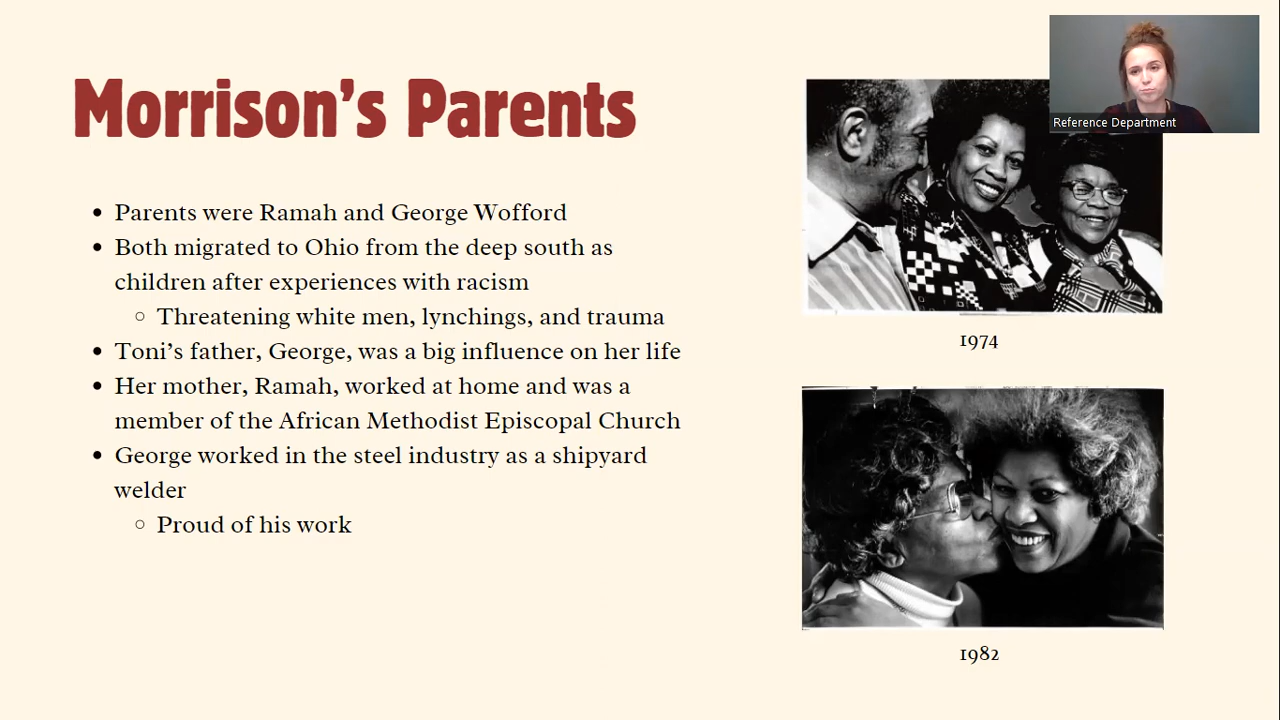 Morrison's Parents
Reference Department
Parents were Ramah and George Wofford
Both migrated to Ohio from the deep south as
children after experiences with racism
Threatening white men, lynchings, and trauma
Toni's father, George, was a big influence on her life
Her mother, Ramah, worked at home and was a
member of the African Methodist Episcopal Church
George worked in the steel industry as a shipyard
welder
Proud of his work
1974
1982